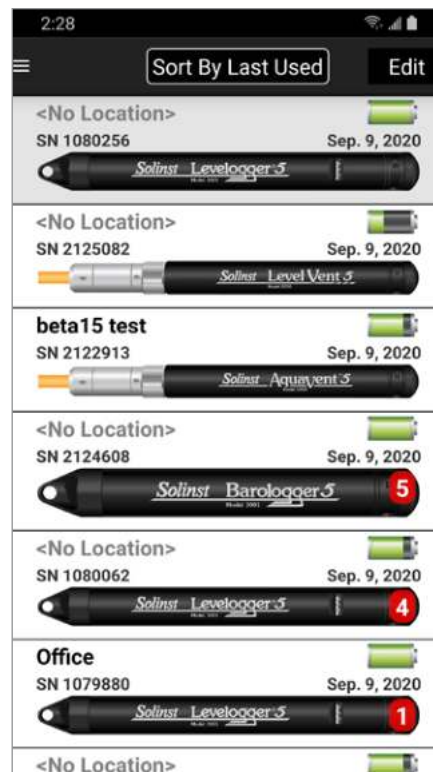 2:28
Sort By Last Used
Edit
<No Location>
SN 1080256
Sep. 9, 2020
Solinst Levelogger 5
<No Location>
SN 2125082
Sep. 9, 2020
Solinst LevelVent 5
beta15 test
SN 2122913
Sep. 9, 2020
Solinst Aquavent 5
<No Location>
SN 2124608
Sep. 9, 2020
Solinst Barologger 5
Model 3001
5
<No Location>
SN 1080062
Sep. 9, 2020
Solinst Levelogger 5
4
Office
SN 1079880
Sep. 9, 2020
Solinst Levelogger 5
1
<No Location>